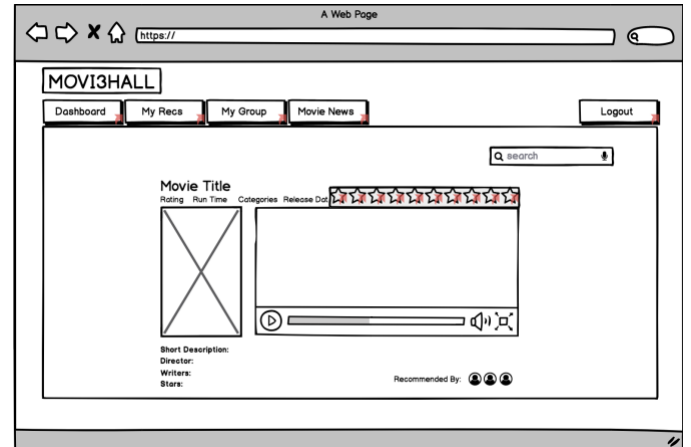 A Web Page
https://
MOVI3HALL
Dashboard My Recs My Group Movie News Logout
search
Movie Title
Rating Run Time Categories Release Dat
Short Description:
Director:
Writers:
Stars:
Recommended By: